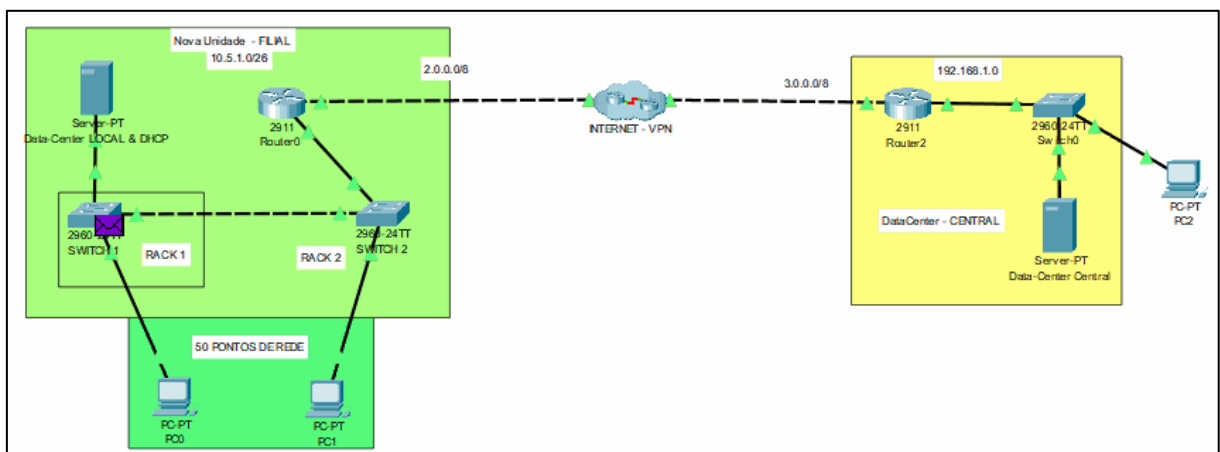 Nova Unidade - FILIAL
10.5.1.0/26
Server-PT
Data-Center LOCAL & DHCP
2911
Router0
2.0.0.0/8
INTERNET - VPN
3.0.0.0/8
192.168.1.0
2911
Router2
2960-24TT
Switch0
PC-PT
PC2
DataCenter - CENTRAL
Server-PT
Data-Center Central
SWITCH 1
RACK 1
RACK 2
2960-24TT
SWITCH 2
50 PONTOS DE REDE
PC-PT
PC0
PC-PT
PC1